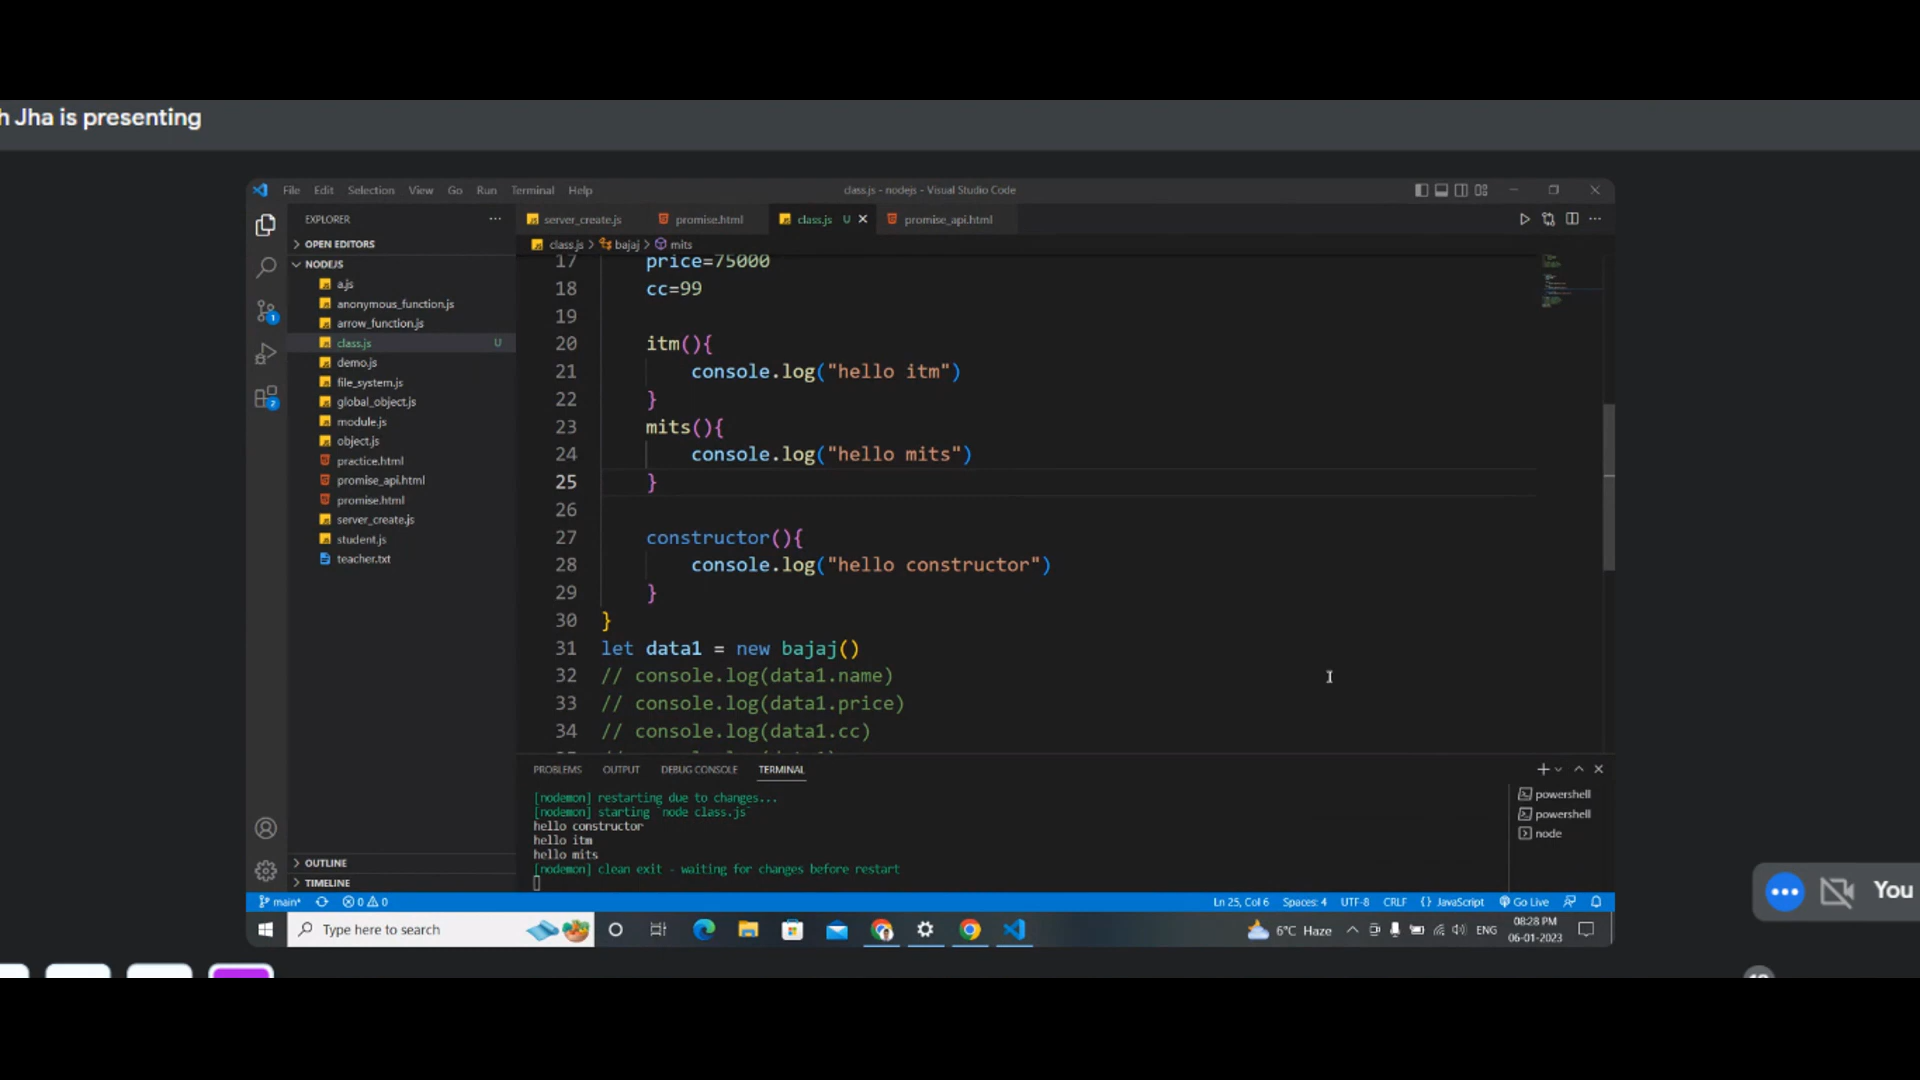 h Jha is presenting
File Edit Selection View Go Run Terminal Help
class.js - nodejs - Visual Studio Code
EXPLORER
server_create.js
promise.html
class.js U
promise_api.html
OPEN EDITORS
class.js > bajaj > mits
NODEJS
a.js
anonymous_function.js
arrow_function.js
class.js U
demo.js
file_system.js
global_object.js
module.js
object.js
practice.html
promise_api.html
promise.html
server_create.js
student.js
teacher.txt
OUTLINE
TIMELINE
17 price=75000
18 cc=99
19
20 itm(){
21 console.log("hello itm")
22 }
23 mits(){
24 console.log("hello mits")
25 }
26
27 constructor(){
28 console.log("hello constructor")
29 }
30 }
31 let data1 = new bajaj()
32 // console.log(data1.name)
33 // console.log(data1.price)
34 // console.log(data1.cc)
PROBLEMS OUTPUT DEBUG CONSOLE TERMINAL
[nodemon] restarting due to changes...
[nodemon] starting `node class.js`
hello constructor
hello itm
hello mits
[nodemon] clean exit - waiting for changes before restart
powershell
powershell
node
1
2
main* 0 0
Ln 25, Col 6 Spaces: 4 UTF-8 CRLF {} JavaScript Go Live
Type here to search
6°C Haze
ENG
08:28 PM
06-01-2023
You